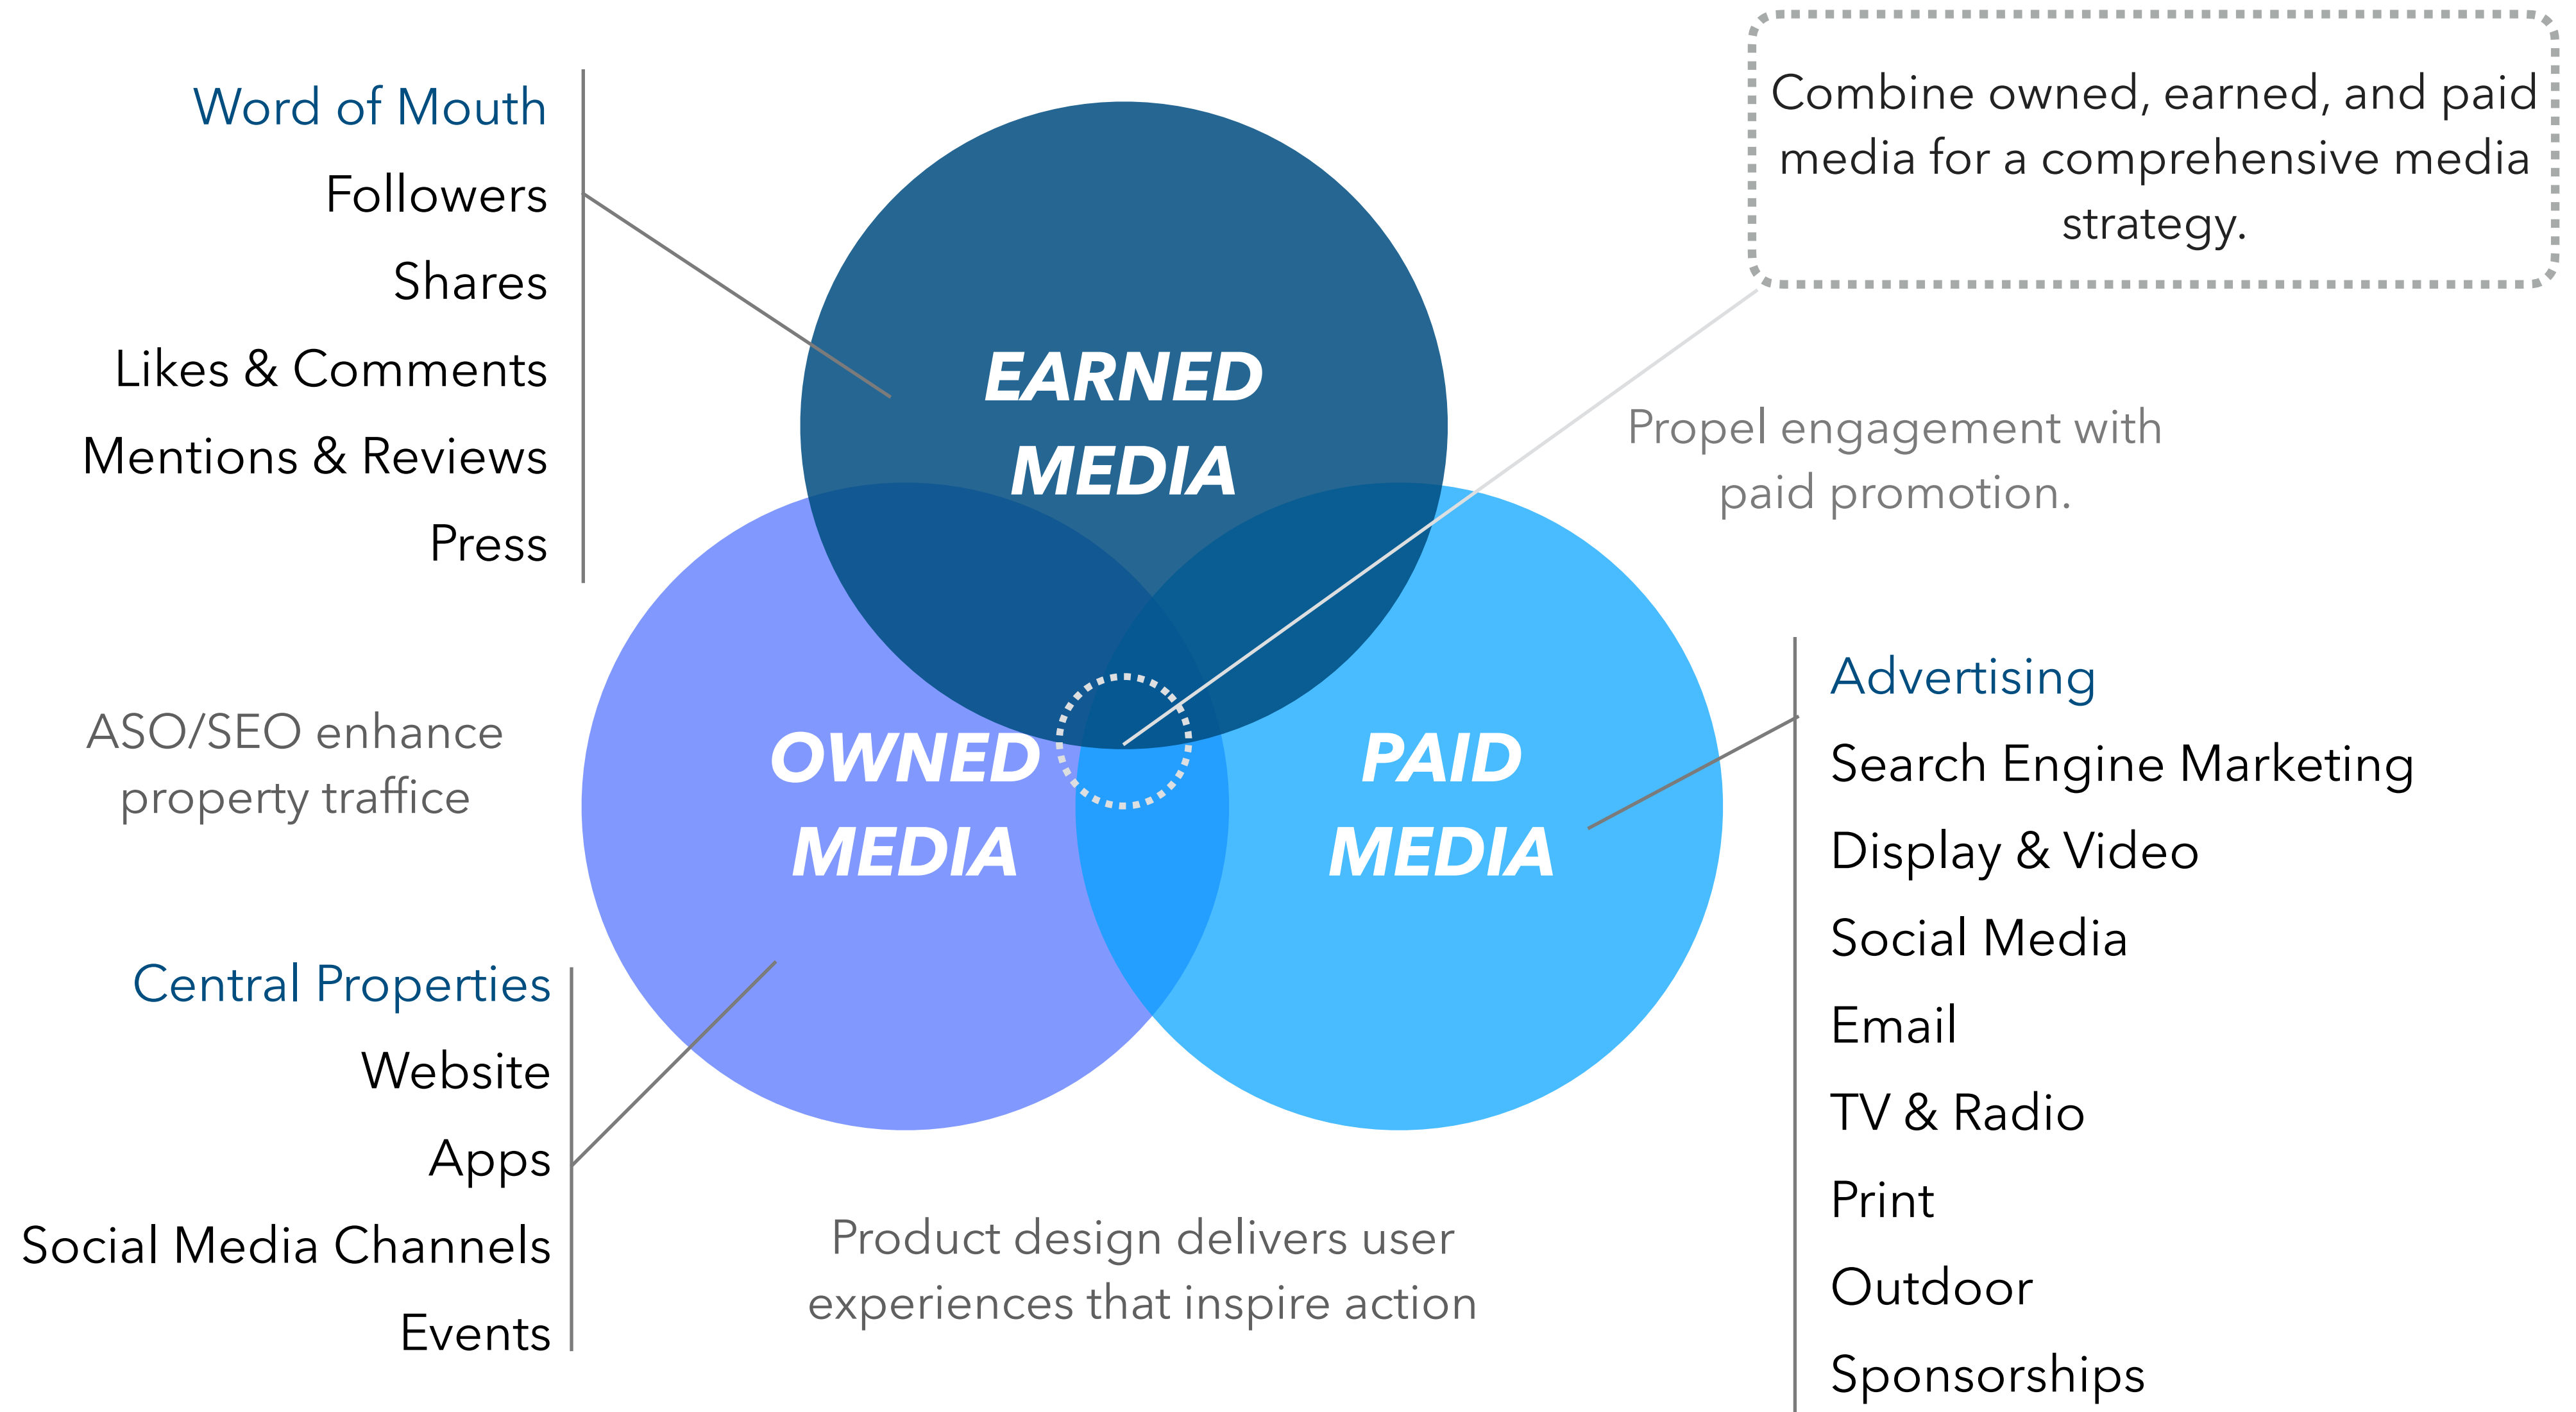 Word of Mouth
Followers
Shares
Likes & Comments
Mentions & Reviews
Press
Combine owned, earned, and paid
media for a comprehensive media
strategy.
EARNED
MEDIA
Propel engagement with
paid promotion.
ASO/SEO enhance
property traffice
OWNED
MEDIA
PAID
MEDIA
Advertising
Search Engine Marketing
Display & Video
Social Media
Email
TV & Radio
Print
Outdoor
Sponsorships
Central Properties
Website
Apps
Social Media Channels
Events
Product design delivers user
experiences that inspire action